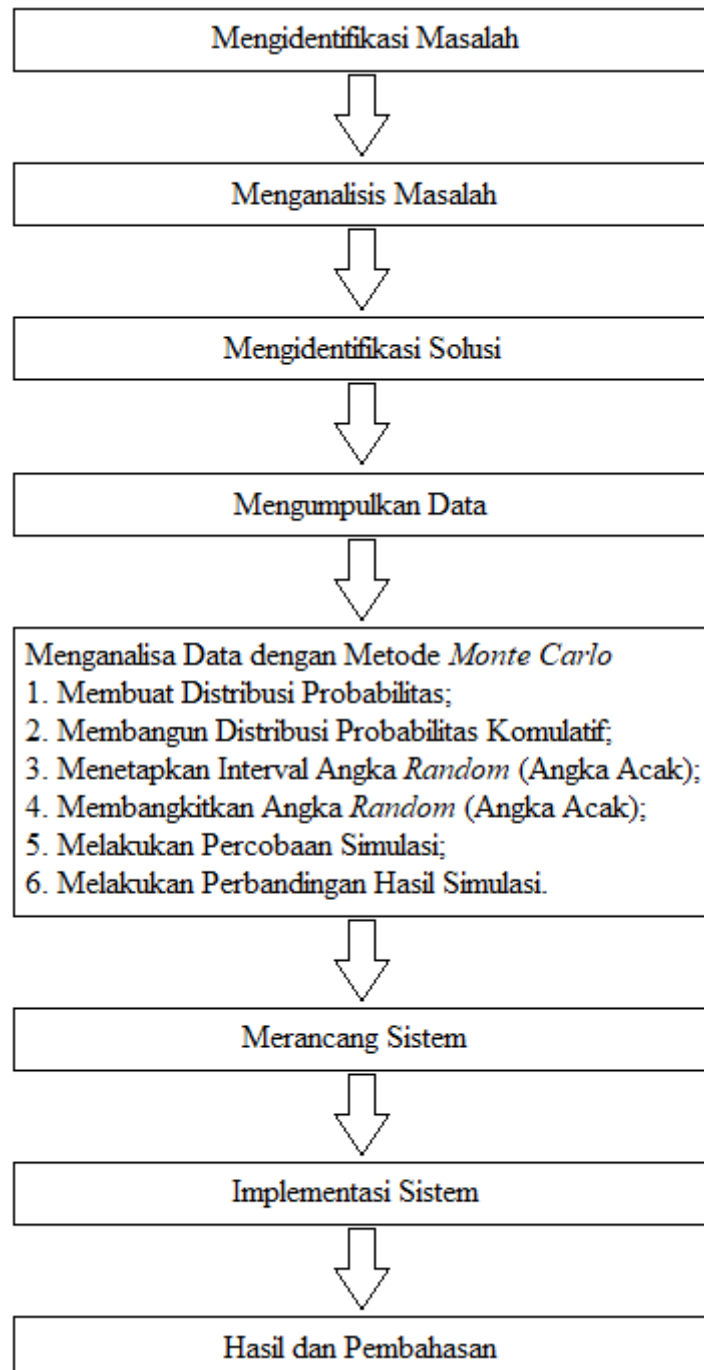 Mengidentifikasi Masalah
Menganalisis Masalah
Mengidentifikasi Solusi
Mengumpulkan Data
Menganalisa Data dengan Metode Monte Carlo
1. Membuat Distribusi Probabilitas;
2. Membangun Distribusi Probabilitas Komulatif;
3. Menetapkan Interval Angka Random (Angka Acak);
4. Membangkitkan Angka Random (Angka Acak);
5. Melakukan Percobaan Simulasi;
6. Melakukan Perbandingan Hasil Simulasi.
Merancang Sistem
Implementasi Sistem
Hasil dan Pembahasan